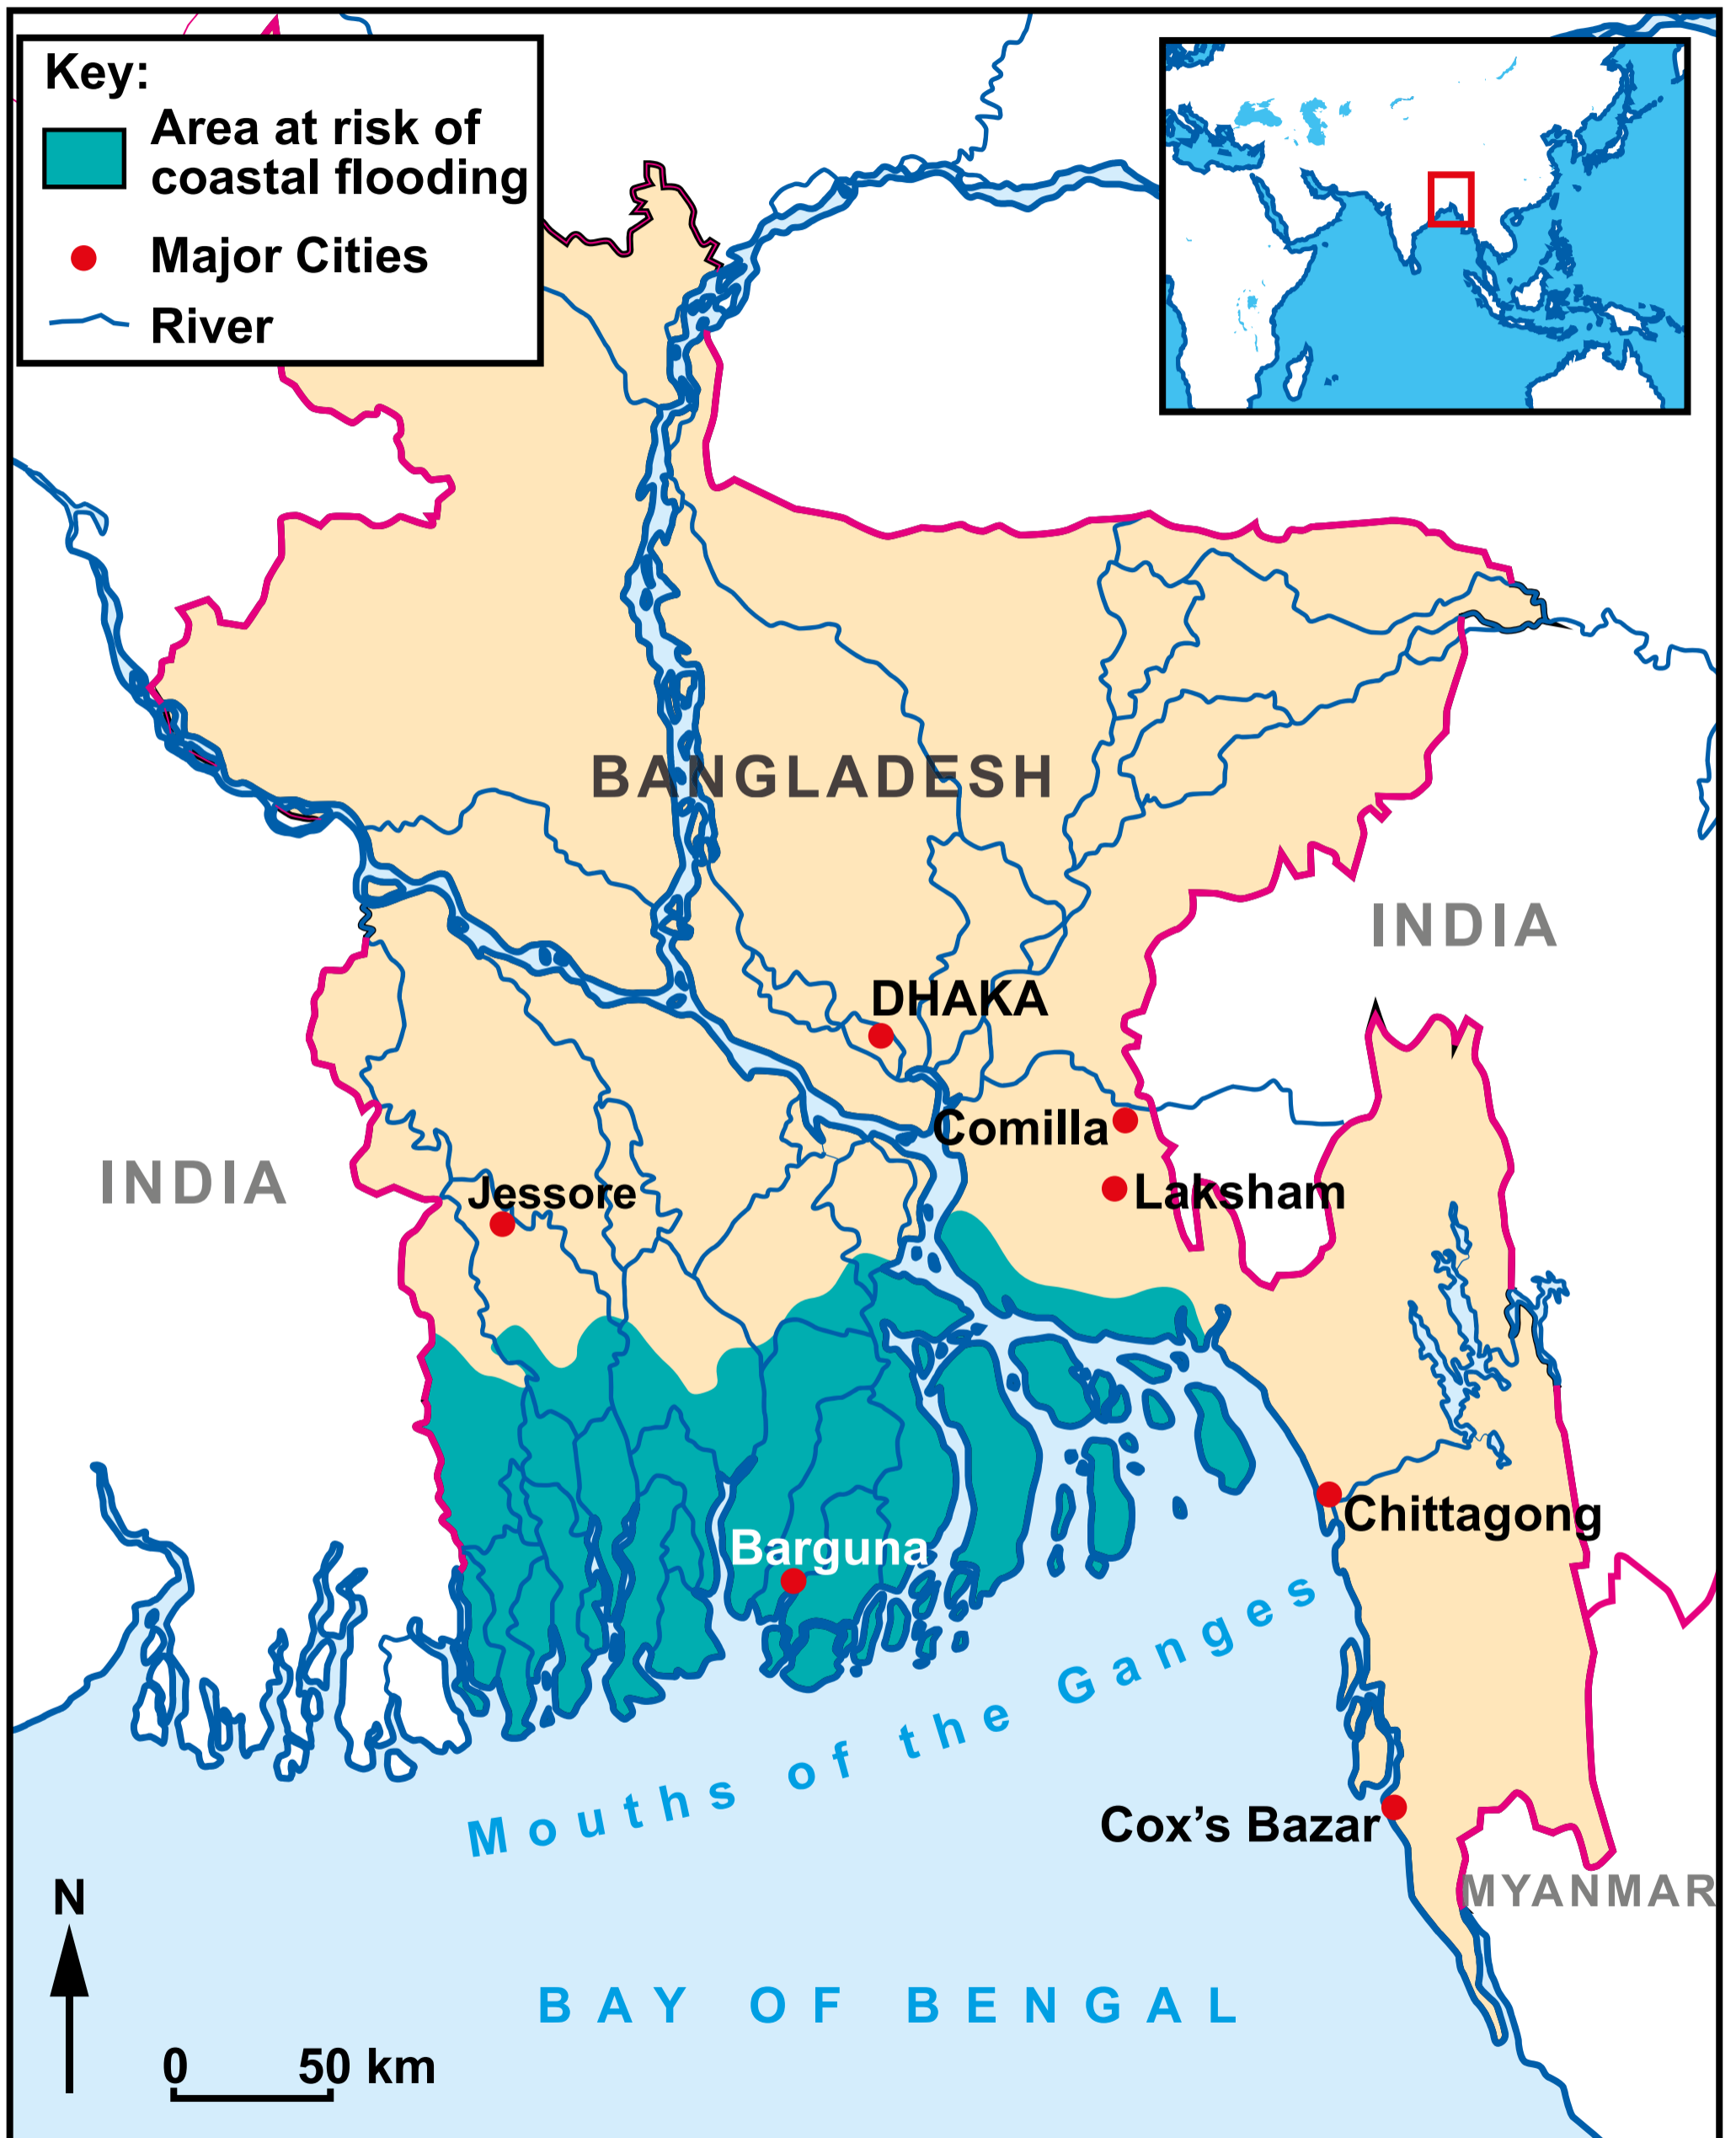 Key:
Area at risk of
coastal flooding
Major Cities
River
BANGLADESH
INDIA
DHAKA
Comilla
INDIA
Jessore
Laksham
Chittagong
Barguna
Mouths of the Ganges
Cox’s Bazar
MYANMAR
N
BAY OF BENGAL
0 50 km